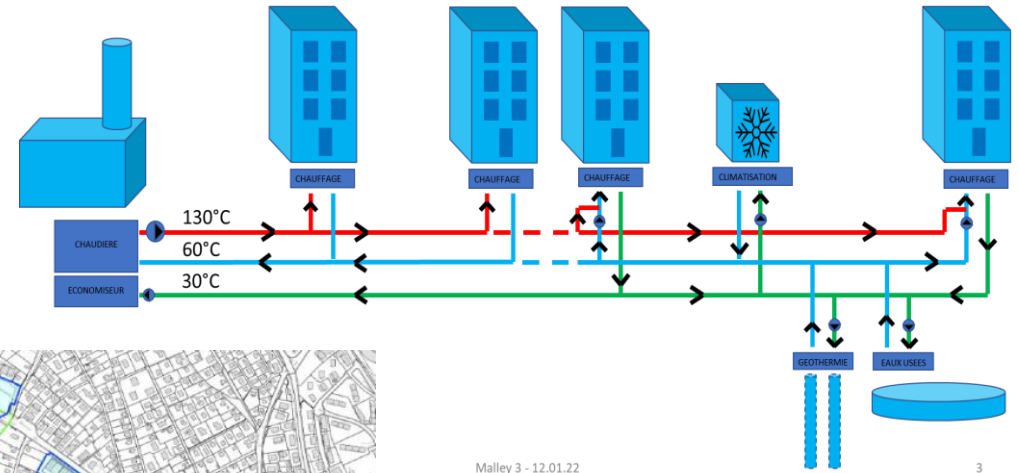 CHAUFFAGE
CHAUFFAGE
CHAUFFAGE
CLIMATISATION
CHAUFFAGE
130°C
CHAUDIERE
60°C
30°C
ECONOMISEUR
GEOTHERMIE
EAUX USEES
Malley 3 - 12.01.22
3